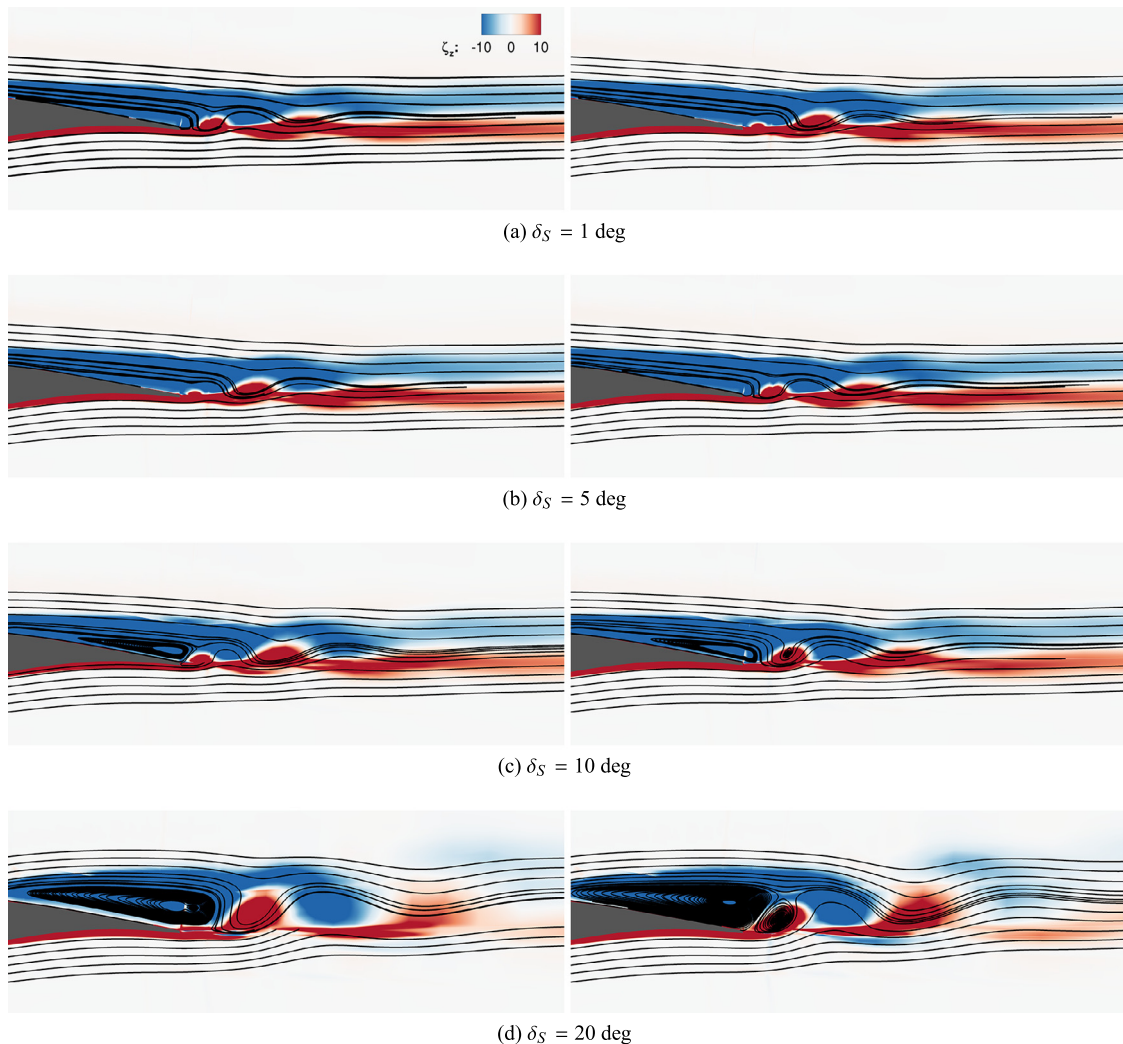 ζz: -10 0 10
(a) δS = 1 deg
(b) δS = 5 deg
(c) δS = 10 deg
(d) δS = 20 deg